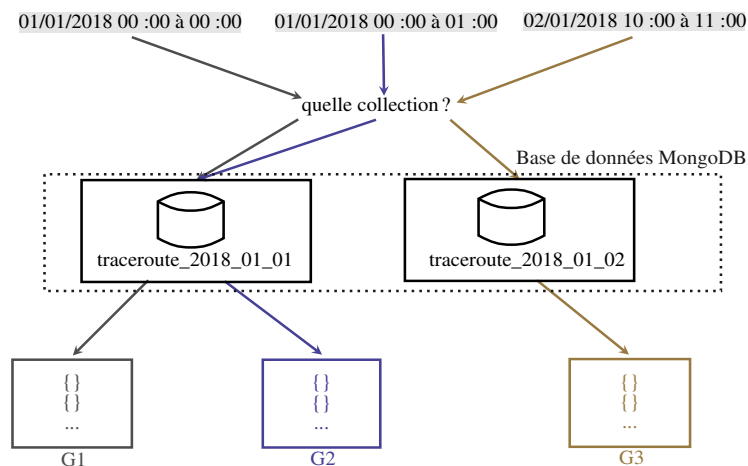 01/01/2018 00 :00 à 00 :00
01/01/2018 00 :00 à 01 :00
02/01/2018 10 :00 à 11 :00
quelle collection ?
Base de données MongoDB
traceroute_2018_01_01
traceroute_2018_01_02
{}
{}
...
{}
{}
...
{}
{}
...
G1
G2
G3